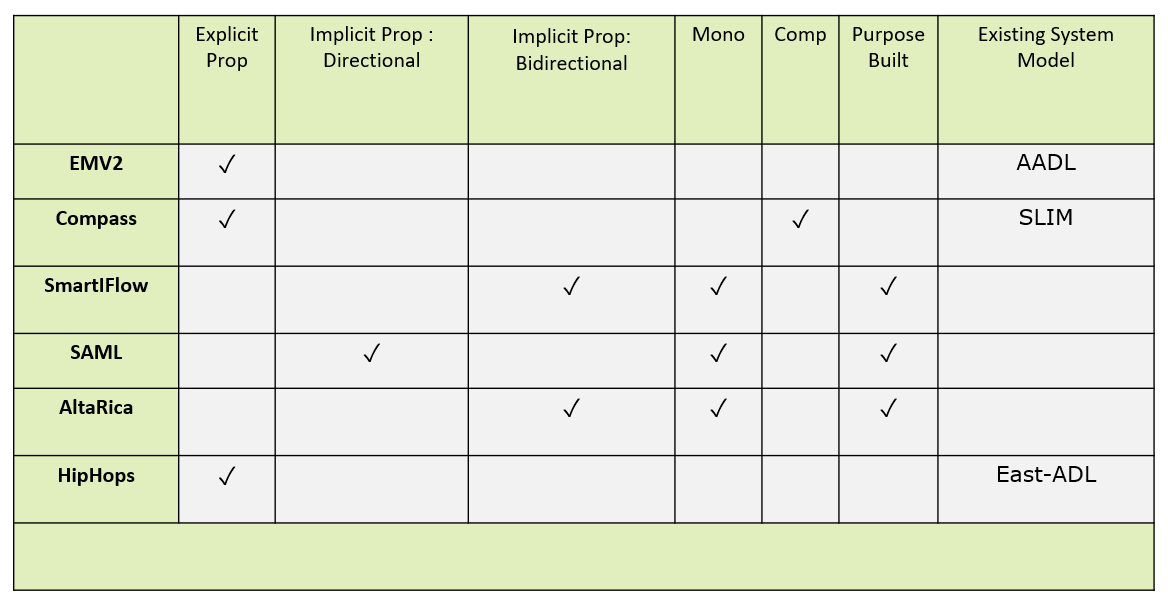 Explicit Prop
Implicit Prop : Directional
Implicit Prop: Bidirectional
Mono
Comp
Purpose Built
Existing System Model
EMV2 ✓ AADL
Compass ✓ ✓ SLIM
SmartIFlow ✓ ✓ ✓
SAML ✓ ✓ ✓
AltaRica ✓ ✓ ✓
HipHops ✓ East-ADL